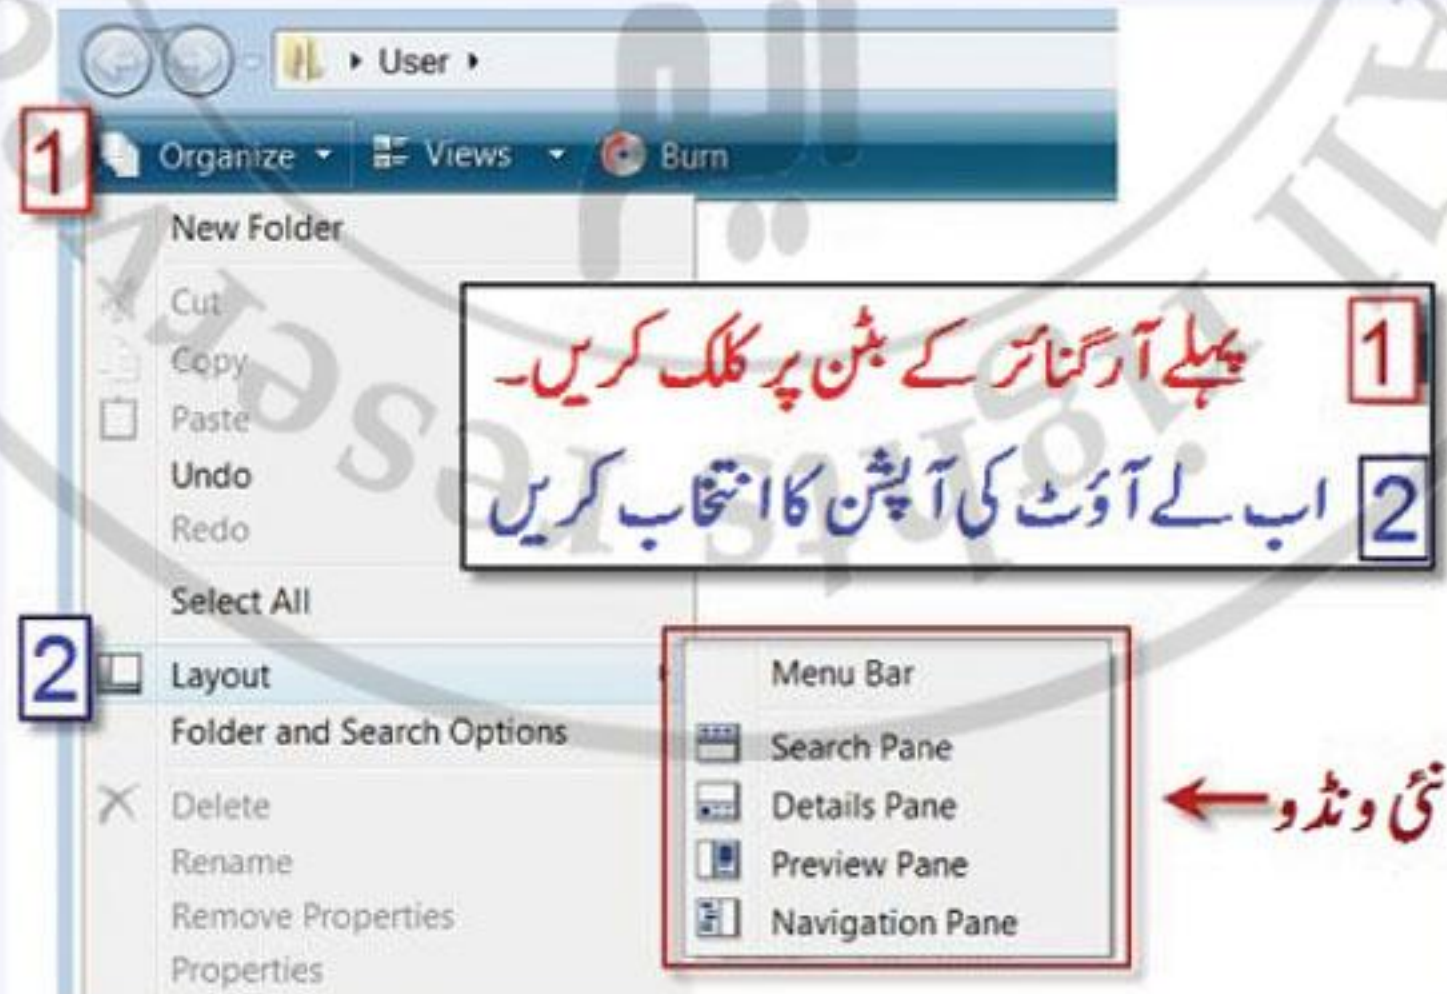 User
1 Organize Views Burn
New Folder
Cut
Copy
Paste
Undo
Redo
Select All
2 Layout
Folder and Search Options
Delete
Rename
Remove Properties
Properties
1 پہلے آرگنائز کے بٹن پر کلک کریں۔
2 اب لے آؤٹ کی آپشن کا انتخاب کریں
Menu Bar
Search Pane
Details Pane
Preview Pane
Navigation Pane
نئی ونڈو